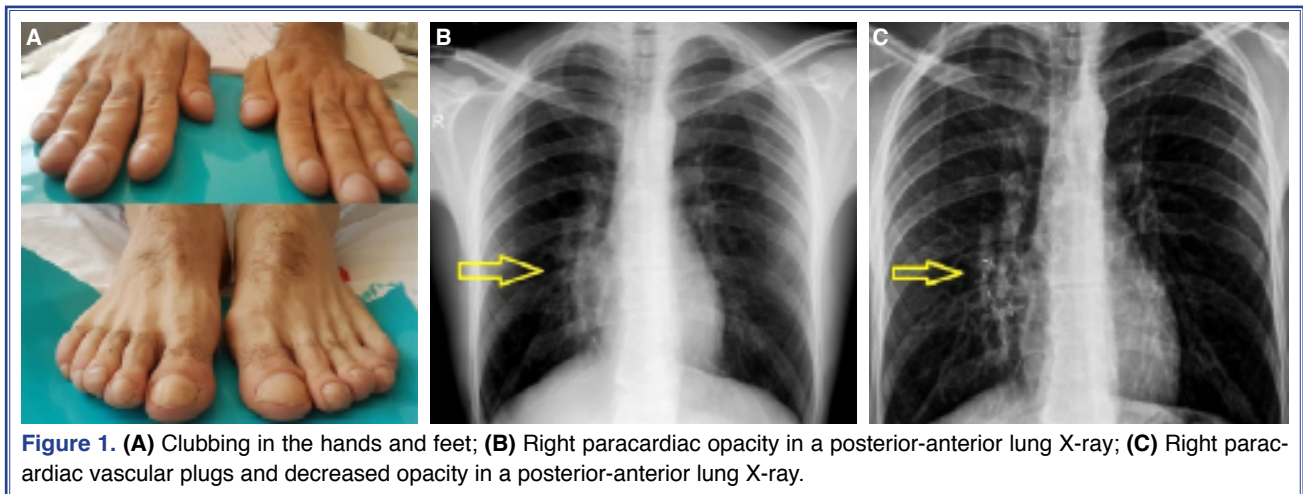 A
B
C
R
Figure 1. (A) Clubbing in the hands and feet; (B) Right paracardiac opacity in a posterior-anterior lung X-ray; (C) Right parac-
ardiac vascular plugs and decreased opacity in a posterior-anterior lung X-ray.